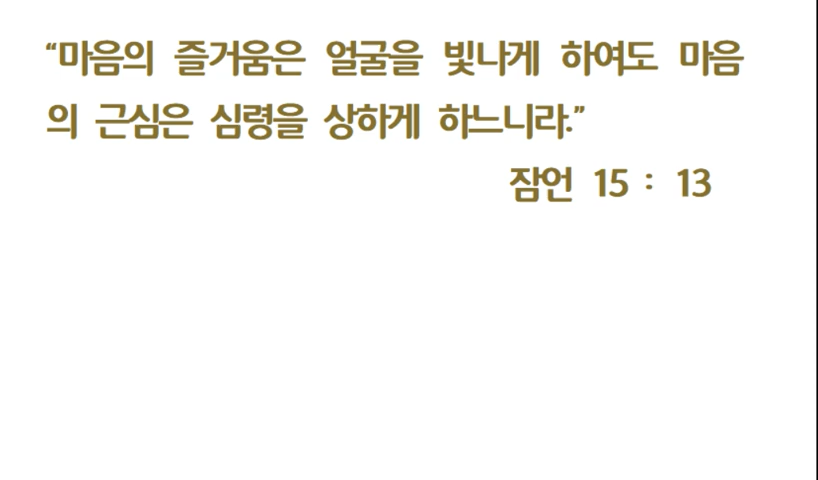 “마음의 즐거움은 얼굴을 빛나게 하여도 마음
의 근심은 심령을 상하게 하느니라.”
잠언 15 : 13